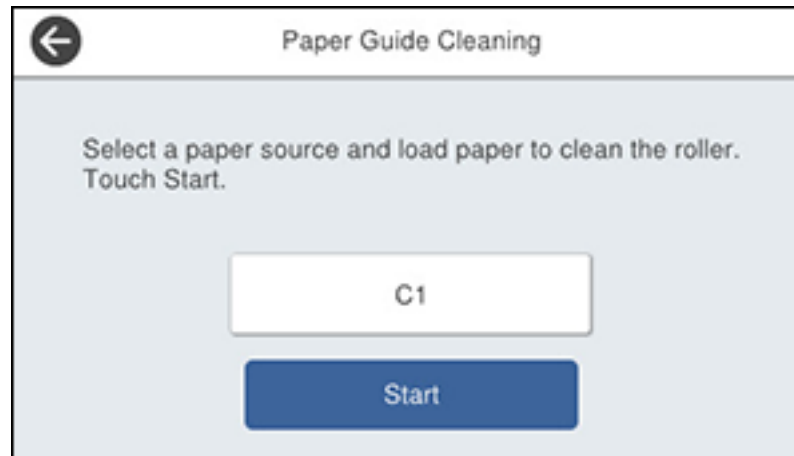 Paper Guide Cleaning
Select a paper source and load paper to clean the roller.
Touch Start.
C1
Start